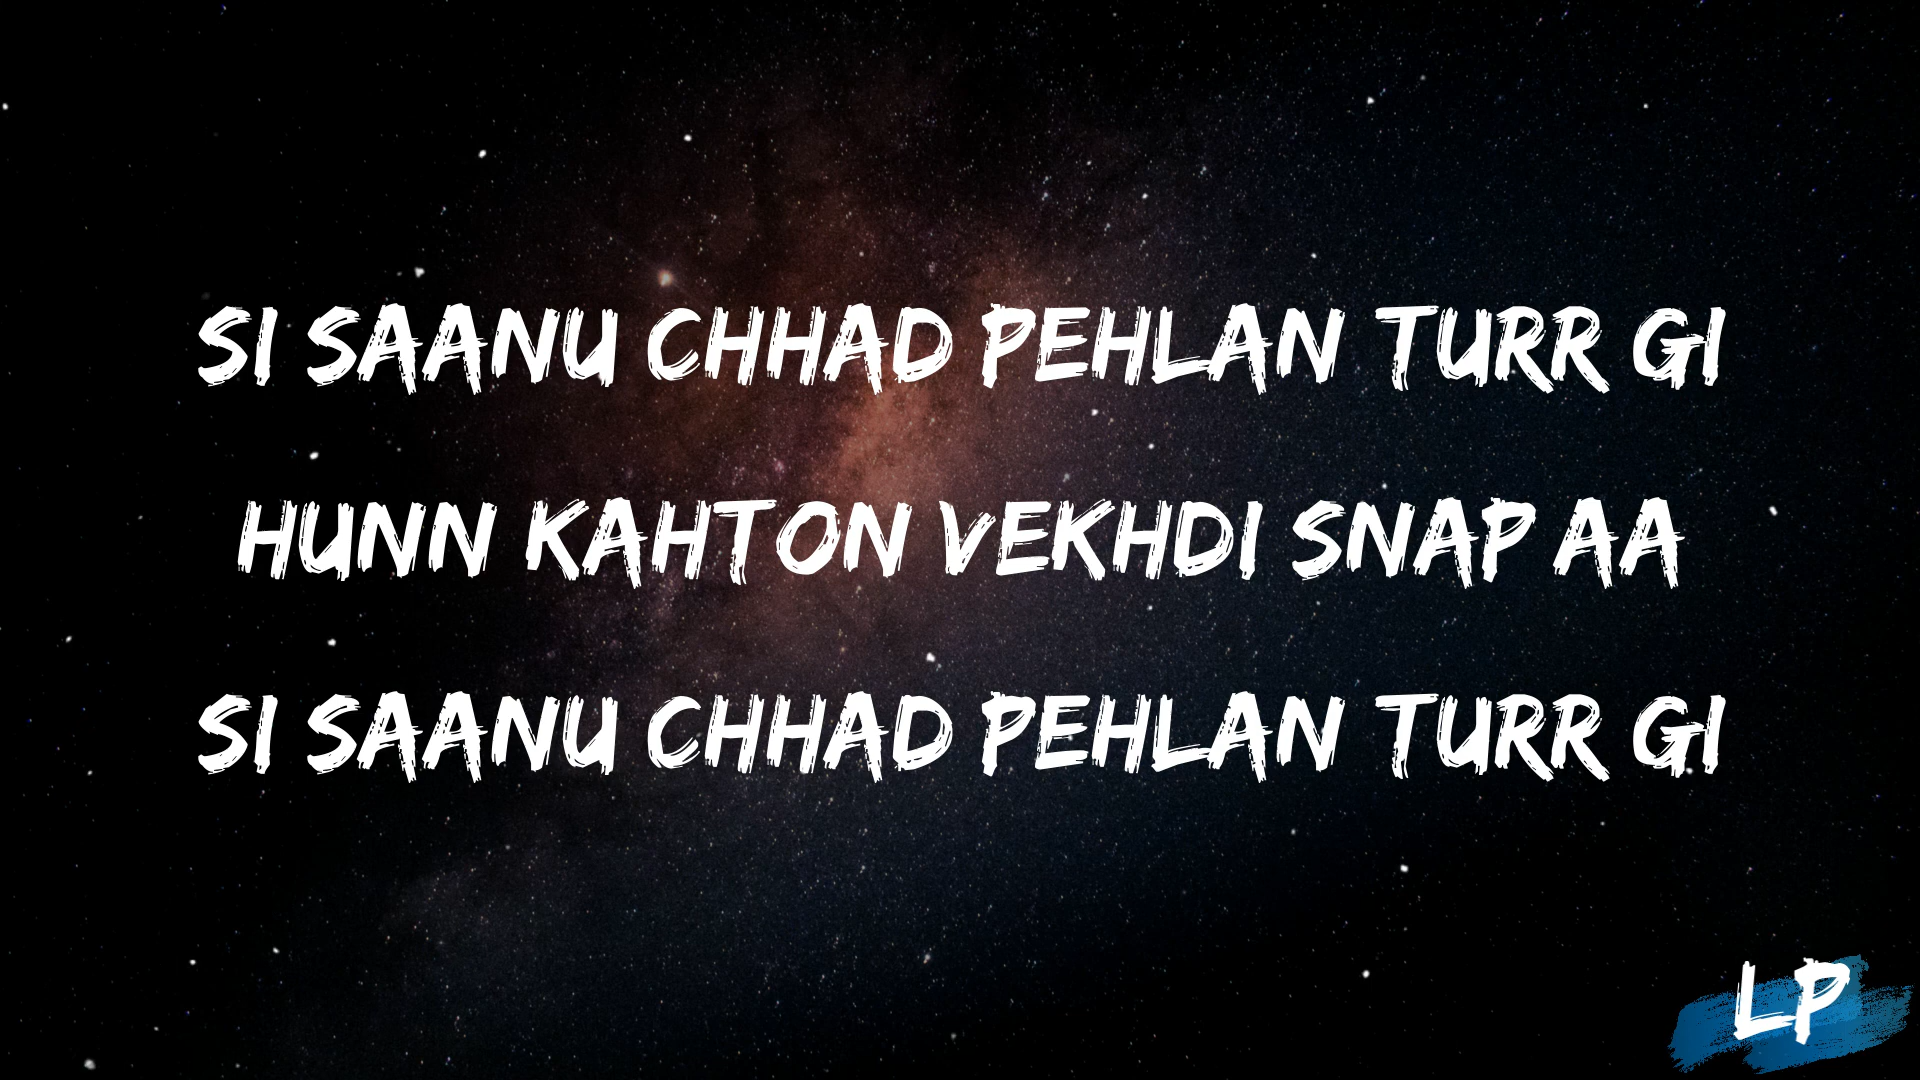 SI SAANU CHHAD PEHLAN TURR GI
HUNN KAHTON VEKHDI SNAP AA
SI SAANU CHHAD PEHLAN TURR GI
LP